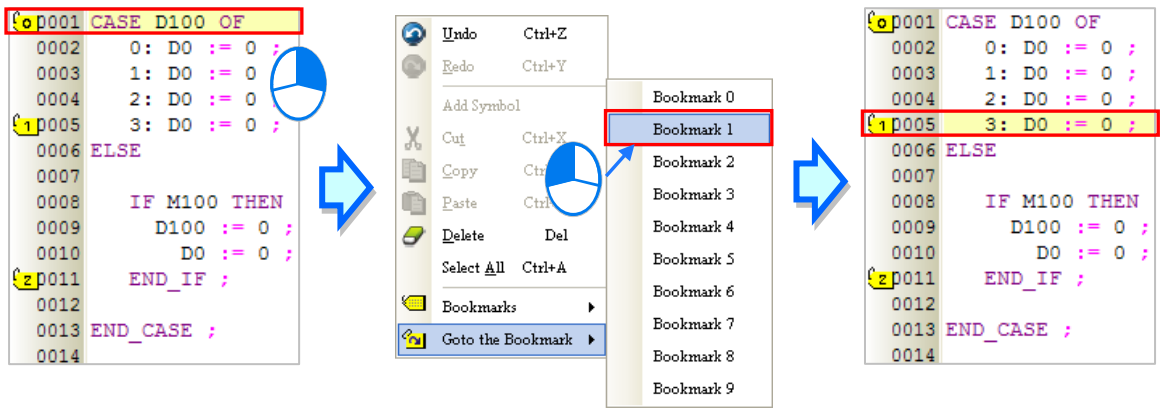 0 0001 CASE D100 OF
0002 0: D0 := 0 ;
0003 1: D0 := 0
0004 2: D0 := 0 ;
1 0005 3: D0 := 0 ;
0006 ELSE
0007
0008 IF M100 THEN
0009 D100 := 0 ;
0010 D0 := 0 ;
2 0011 END_IF ;
0012
0013 END_CASE ;
0014
Undo Ctrl+Z
Redo Ctrl+Y
Add Symbol
Cut Ctrl+X
Copy
Paste
Delete Del
Select All Ctrl+A
Bookmarks
Goto the Bookmark
Bookmark 0
Bookmark 1
Bookmark 2
Bookmark 3
Bookmark 4
Bookmark 5
Bookmark 6
Bookmark 7
Bookmark 8
Bookmark 9
0 0001 CASE D100 OF
0002 0: D0 := 0 ;
0003 1: D0 := 0 ;
0004 2: D0 := 0 ;
1 0005 3: D0 := 0 ;
0006 ELSE
0007
0008 IF M100 THEN
0009 D100 := 0 ;
0010 D0 := 0 ;
2 0011 END_IF ;
0012
0013 END_CASE ;
0014